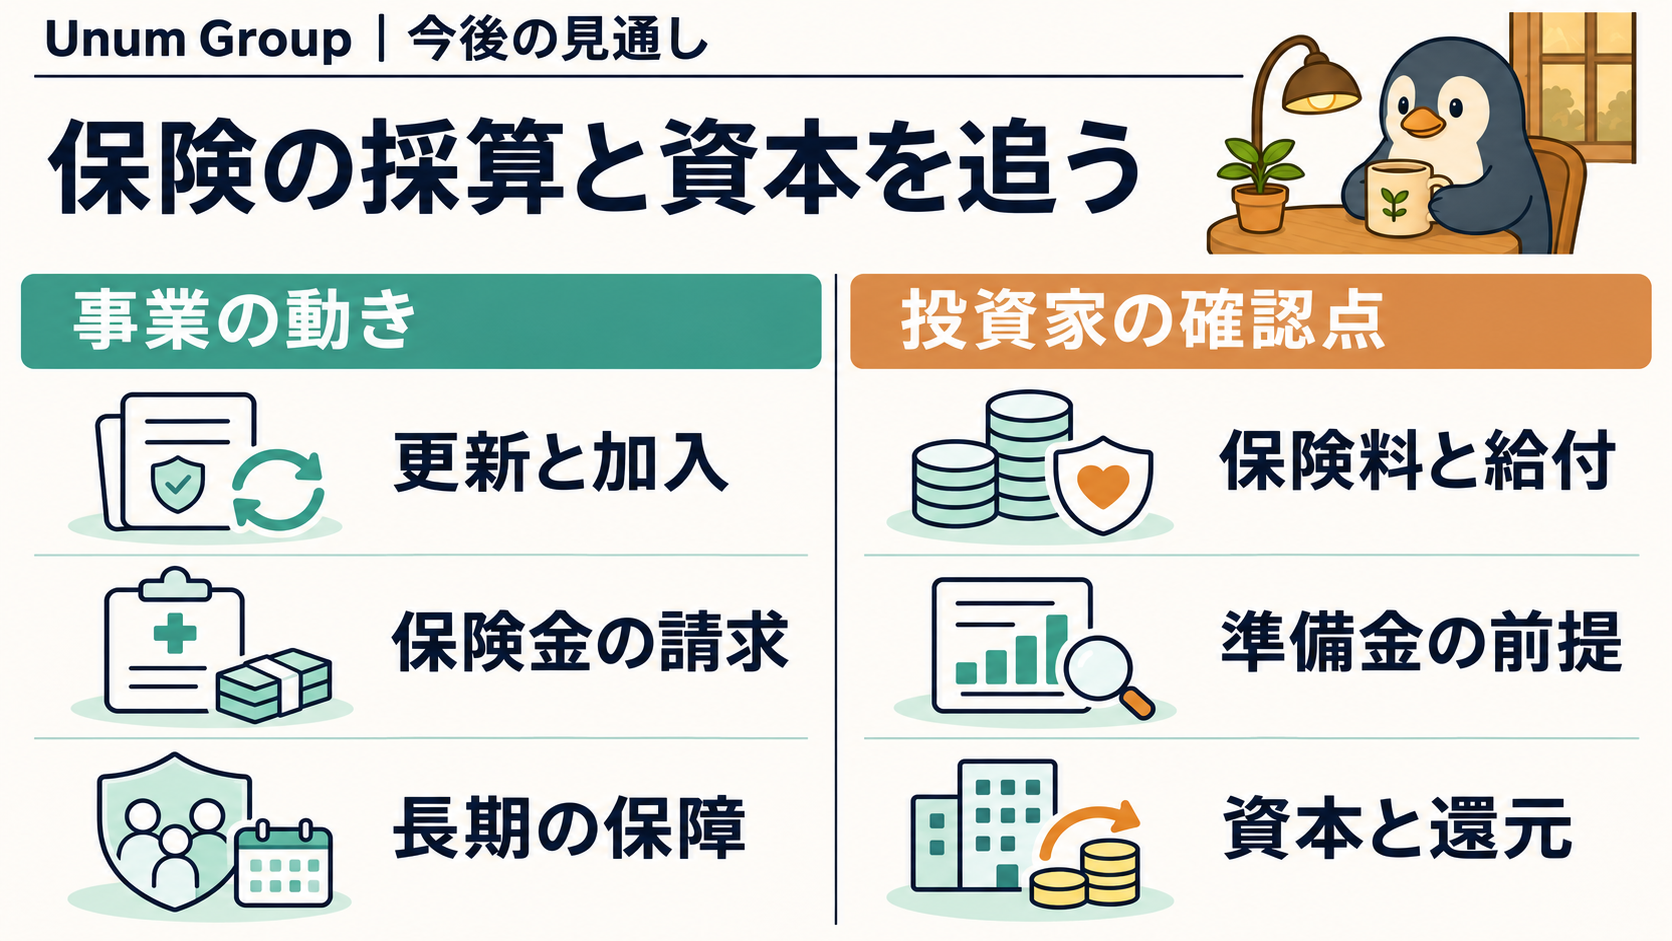 Unum Group｜今後の見通し
保険の採算と資本を追う
事業の動き
更新と加入
保険金の請求
長期の保障
投資家の確認点
保険料と給付
準備金の前提
資本と還元